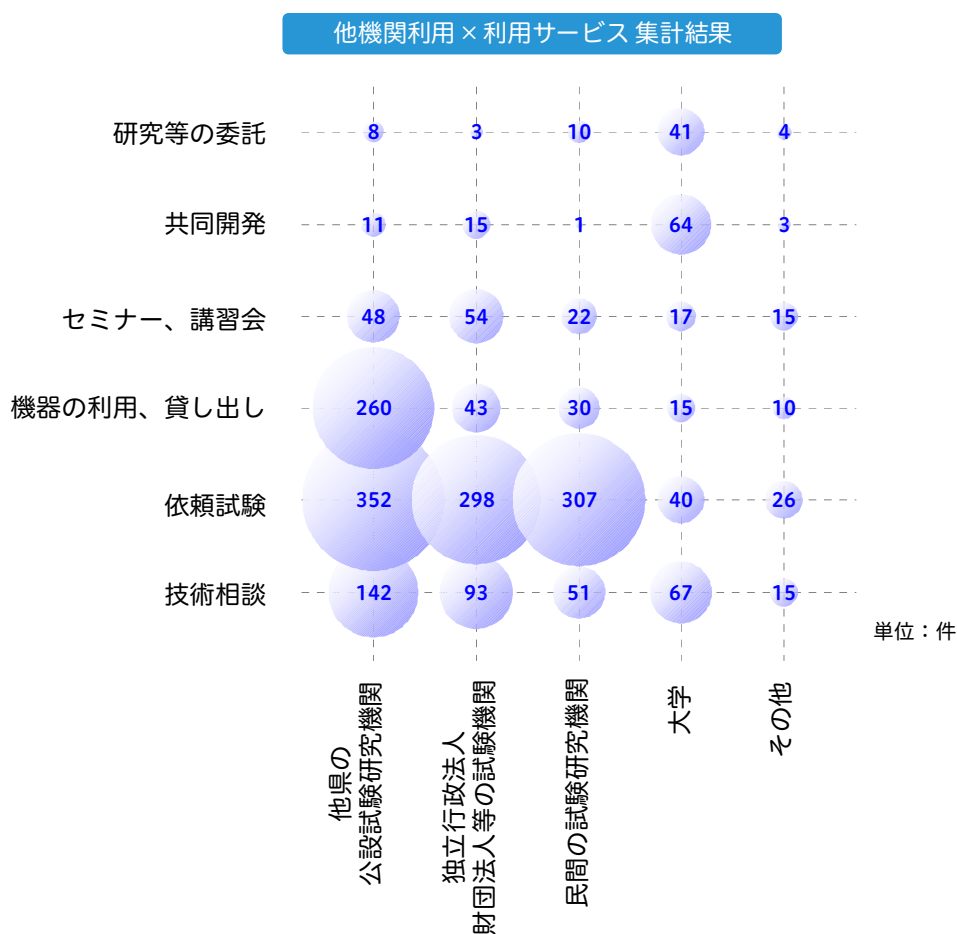 他機関利用 × 利用サービス 集計結果
研究等の委託 8 3 10 41 4
共同開発 11 15 1 64 3
セミナー、講習会 48 54 22 17 15
機器の利用、貸し出し 260 43 30 15 10
依頼試験 352 298 307 40 26
技術相談 142 93 51 67 15
単位：件
他県の
公設試験研究機関
独立行政法人
財団法人等の試験機関
民間の試験研究機関
大学
その他